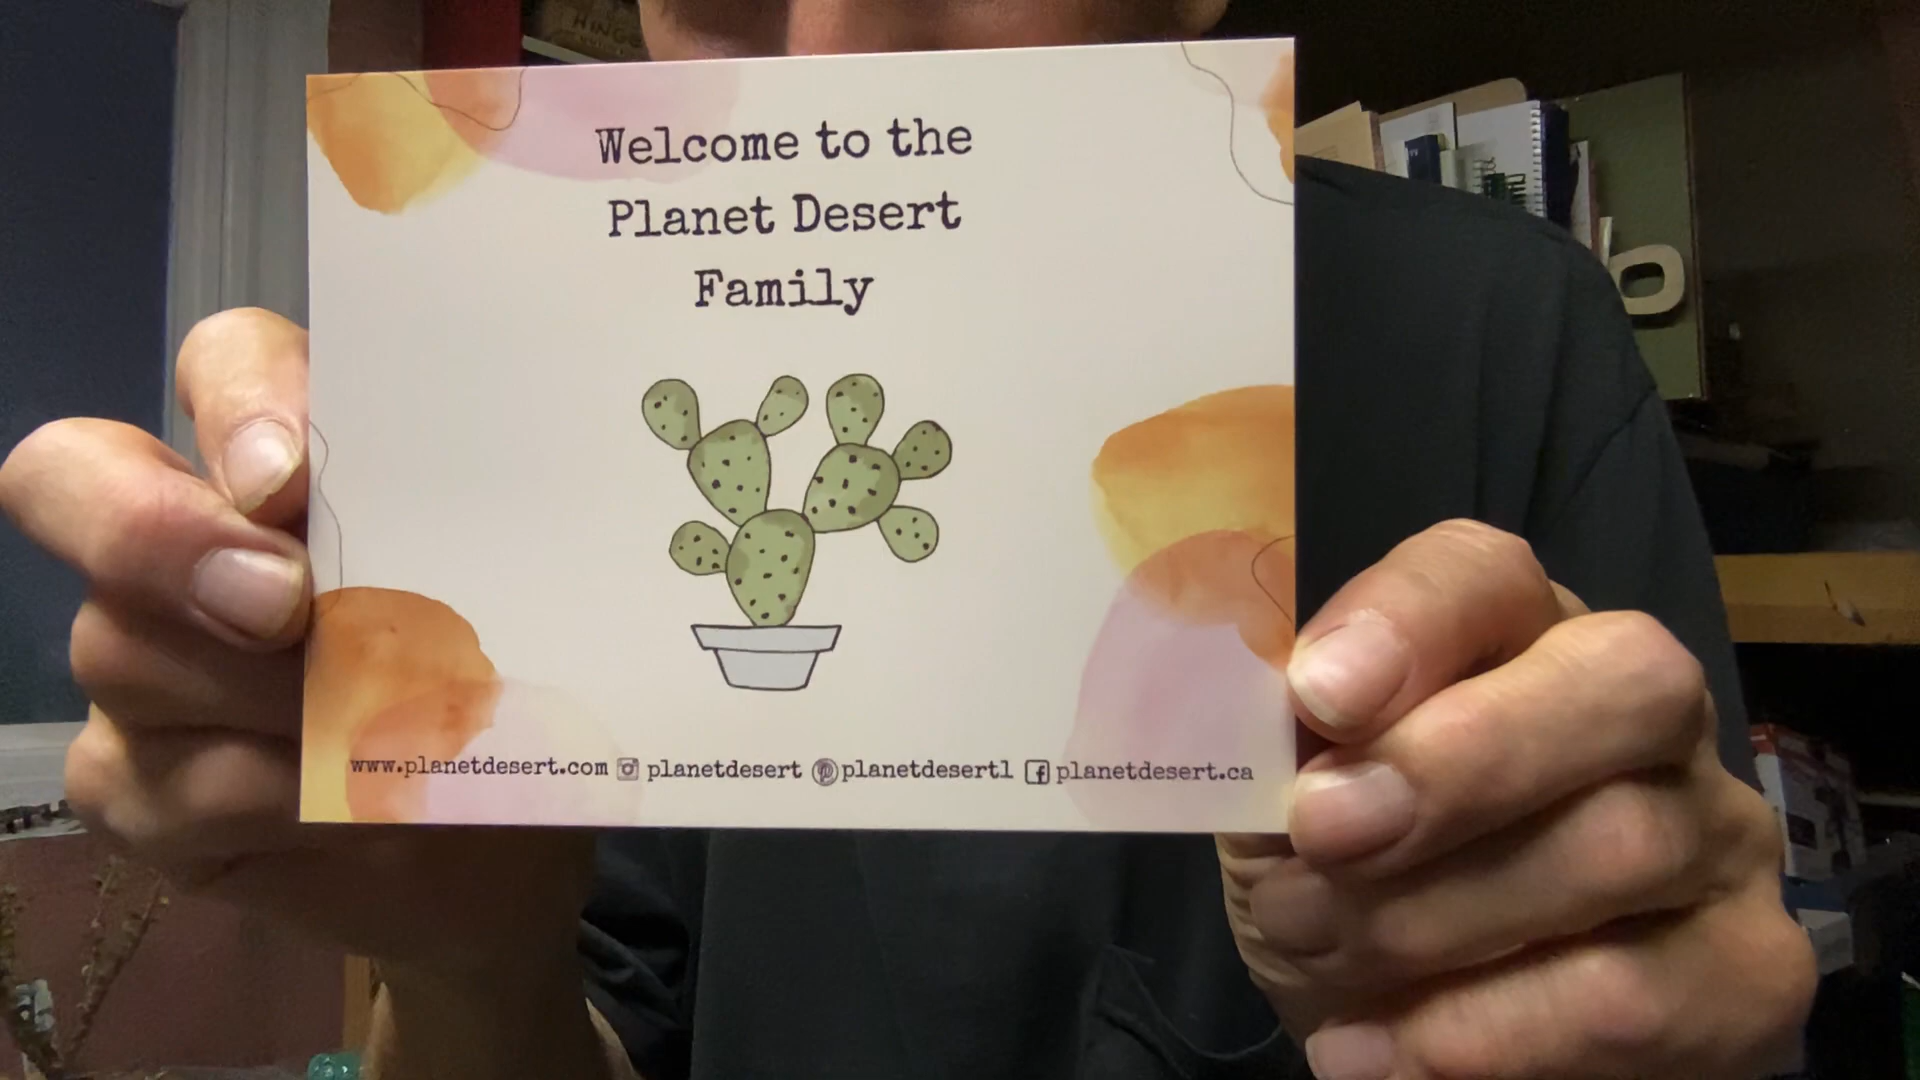 Welcome to the
Planet Desert
Family
www.planetdesert.com planetdesert planetdesert1 planetdesert.ca